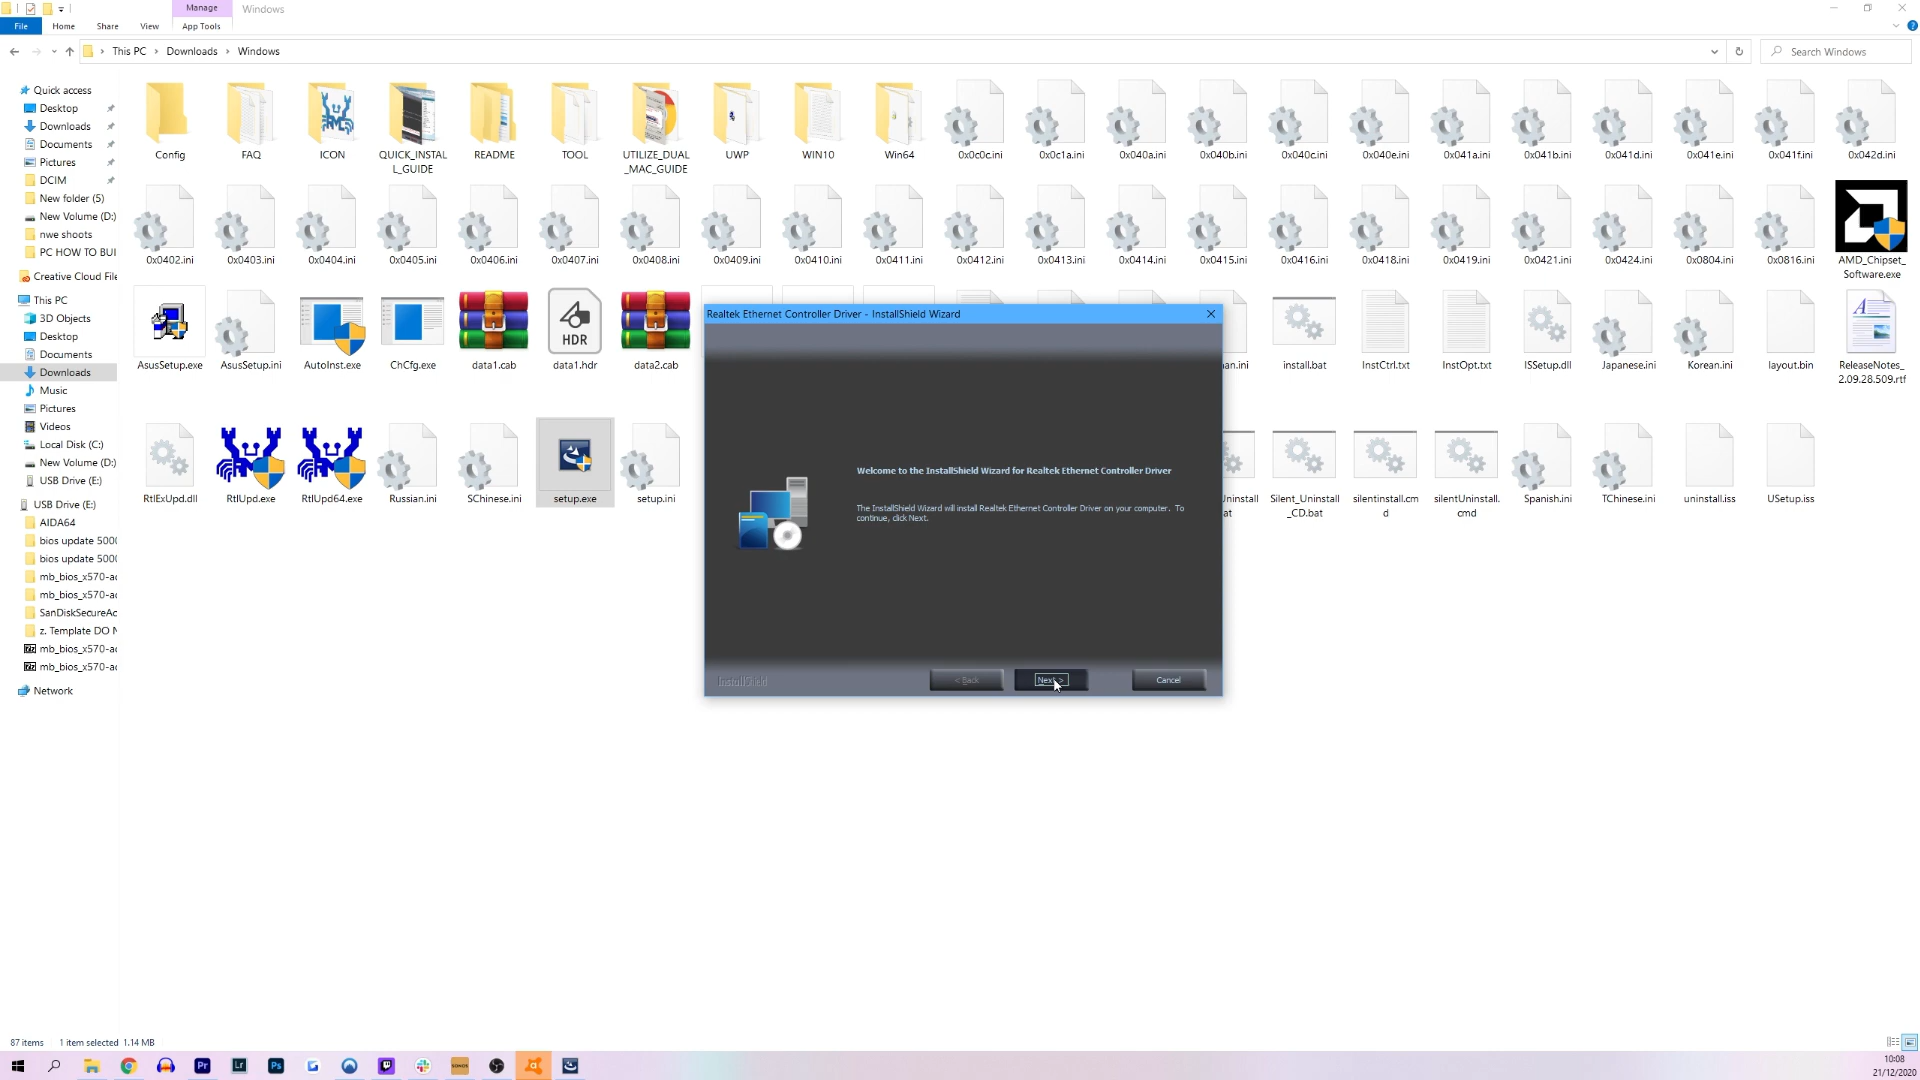 Manage
Windows
File
Home
Share
View
App Tools
This PC
Downloads
Windows
Search Windows
Quick access
Desktop
Downloads
Documents
Pictures
DCIM
New folder (5)
New Volume (D:)
nwe shoots
PC HOW TO BUI
Creative Cloud File
This PC
3D Objects
Desktop
Documents
Downloads
Music
Pictures
Videos
Local Disk (C:)
New Volume (D:)
USB Drive (E:)
USB Drive (E:)
AIDA64
bios update 5000
bios update 5000
mb_bios_x570-ac
mb_bios_x570-ac
SanDiskSecureAc
z. Template DO N
mb_bios_x570-ac
mb_bios_x570-ac
Network
Config
FAQ
ICON
QUICK_INSTAL
L_GUIDE
README
TOOL
UTILIZE_DUAL
_MAC_GUIDE
UWP
WIN10
Win64
0x0c0c.ini
0x0c1a.ini
0x040a.ini
0x040b.ini
0x040c.ini
0x040e.ini
0x041a.ini
0x041b.ini
0x041d.ini
0x041e.ini
0x041f.ini
0x042d.ini
0x0402.ini
0x0403.ini
0x0404.ini
0x0405.ini
0x0406.ini
0x0407.ini
0x0408.ini
0x0409.ini
0x0410.ini
0x0411.ini
0x0412.ini
0x0413.ini
0x0414.ini
0x0415.ini
0x0416.ini
0x0418.ini
0x0419.ini
0x0421.ini
0x0424.ini
0x0804.ini
0x0816.ini
AMD_Chipset_
Software.exe
HDR
AsusSetup.exe
AsusSetup.ini
AutoInst.exe
ChCfg.exe
data1.cab
data1.hdr
data2.cab
an.ini
install.bat
InstCtrl.txt
InstOpt.txt
ISSetup.dll
Japanese.ini
Korean.ini
layout.bin
ReleaseNotes_
2.09.28.509.rtf
RtlExUpd.dll
RtlUpd.exe
RtlUpd64.exe
Russian.ini
SChinese.ini
setup.exe
setup.ini
Jninstall
at
Silent_Uninstall
_CD.bat
silentinstall.cm
d
silentUninstall.
cmd
Spanish.ini
TChinese.ini
uninstall.iss
USetup.iss
Realtek Ethernet Controller Driver - InstallShield Wizard
Welcome to the InstallShield Wizard for Realtek Ethernet Controller Driver
The InstallShield Wizard will install Realtek Ethernet Controller Driver on your computer. To
continue, click Next.
InstallShield
< Back
Next >
Cancel
87 items
1 item selected 1.14 MB
Pr
Lr
Ps
SONOS
10:08
21/12/2020